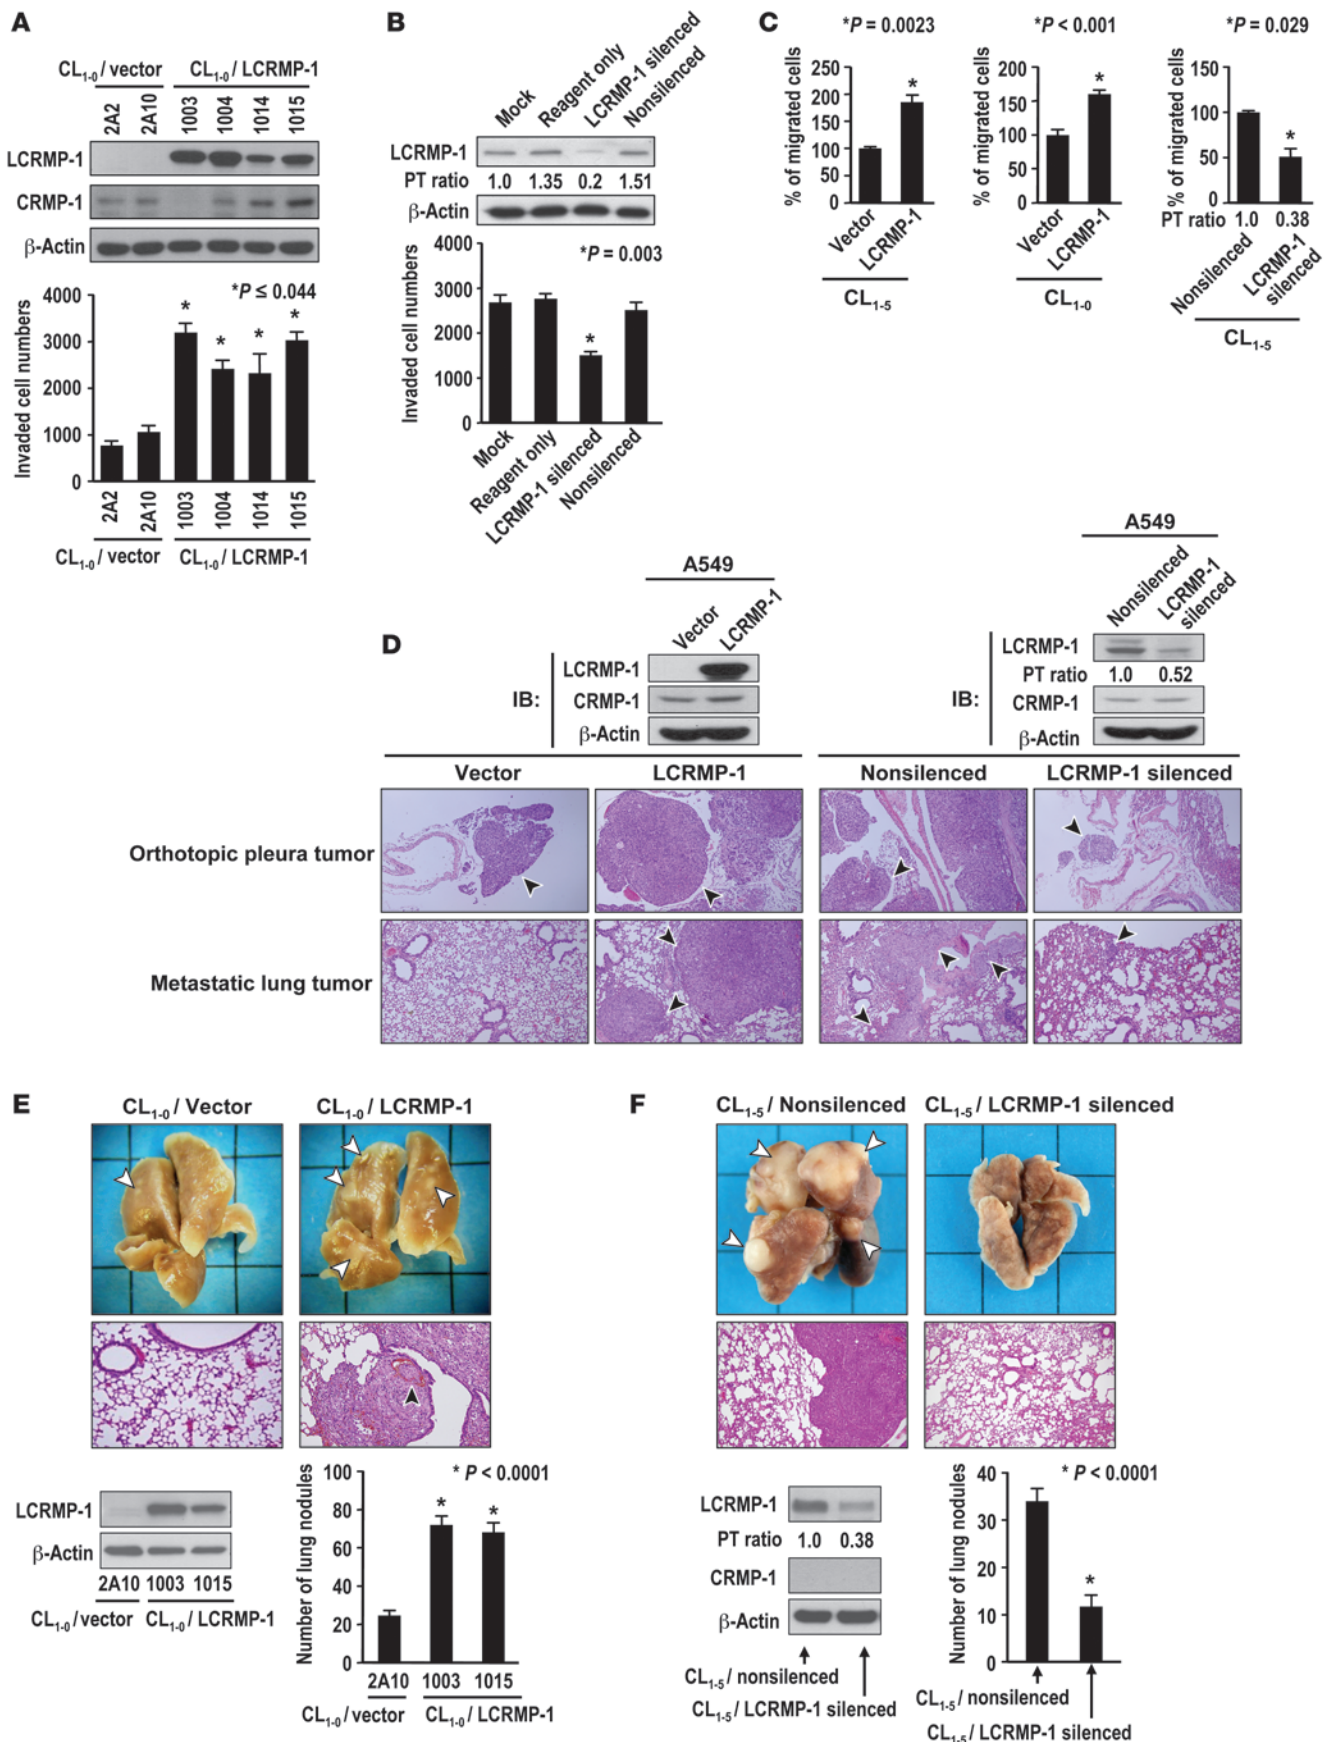 A
CL1-0 / vector CL1-0 / LCRMP-1
2A2 2A10 1003 1004 1014 1015
LCRMP-1
CRMP-1
β-Actin
*P ≤ 0.044
Invaded cell numbers
4000
3000
2000
1000
0
* * * *
2A2 2A10 1003 1004 1014 1015
CL1-0 / vector CL1-0 / LCRMP-1
B
Mock Reagent only LCRMP-1 silenced Nonsilenced
LCRMP-1
PT ratio 1.0 1.35 0.2 1.51
β-Actin
*P = 0.003
Invaded cell numbers
4000
3000
2000
1000
0
*
Mock Reagent only LCRMP-1 silenced Nonsilenced
C
*P = 0.0023
% of migrated cells
250
200
150
100
50
0
*
Vector LCRMP-1
CL1-5
*P < 0.001
% of migrated cells
200
150
100
50
0
*
Vector LCRMP-1
CL1-0
*P = 0.029
% of migrated cells
150
100
50
0
*
PT ratio 1.0 0.38
Nonsilenced LCRMP-1 silenced
CL1-5
D
A549
Vector LCRMP-1
IB:
LCRMP-1
CRMP-1
β-Actin
A549
Nonsilenced LCRMP-1 silenced
IB:
LCRMP-1
PT ratio 1.0 0.52
CRMP-1
β-Actin
Vector LCRMP-1 Nonsilenced LCRMP-1 silenced
Orthotopic pleura tumor
Metastatic lung tumor
E
CL1-0 / Vector CL1-0 / LCRMP-1
LCRMP-1
β-Actin
2A10 1003 1015
CL1-0 / vector CL1-0 / LCRMP-1
* P < 0.0001
Number of lung nodules
100
80
60
40
20
0
* *
2A10 1003 1015
CL1-0 / vector CL1-0 / LCRMP-1
F
CL1-5 / Nonsilenced CL1-5 / LCRMP-1 silenced
LCRMP-1
PT ratio 1.0 0.38
CRMP-1
β-Actin
CL1-5 / nonsilenced
CL1-5 / LCRMP-1 silenced
* P < 0.0001
Number of lung nodules
40
30
20
10
0
*
CL1-5 / nonsilenced
CL1-5 / LCRMP-1 silenced